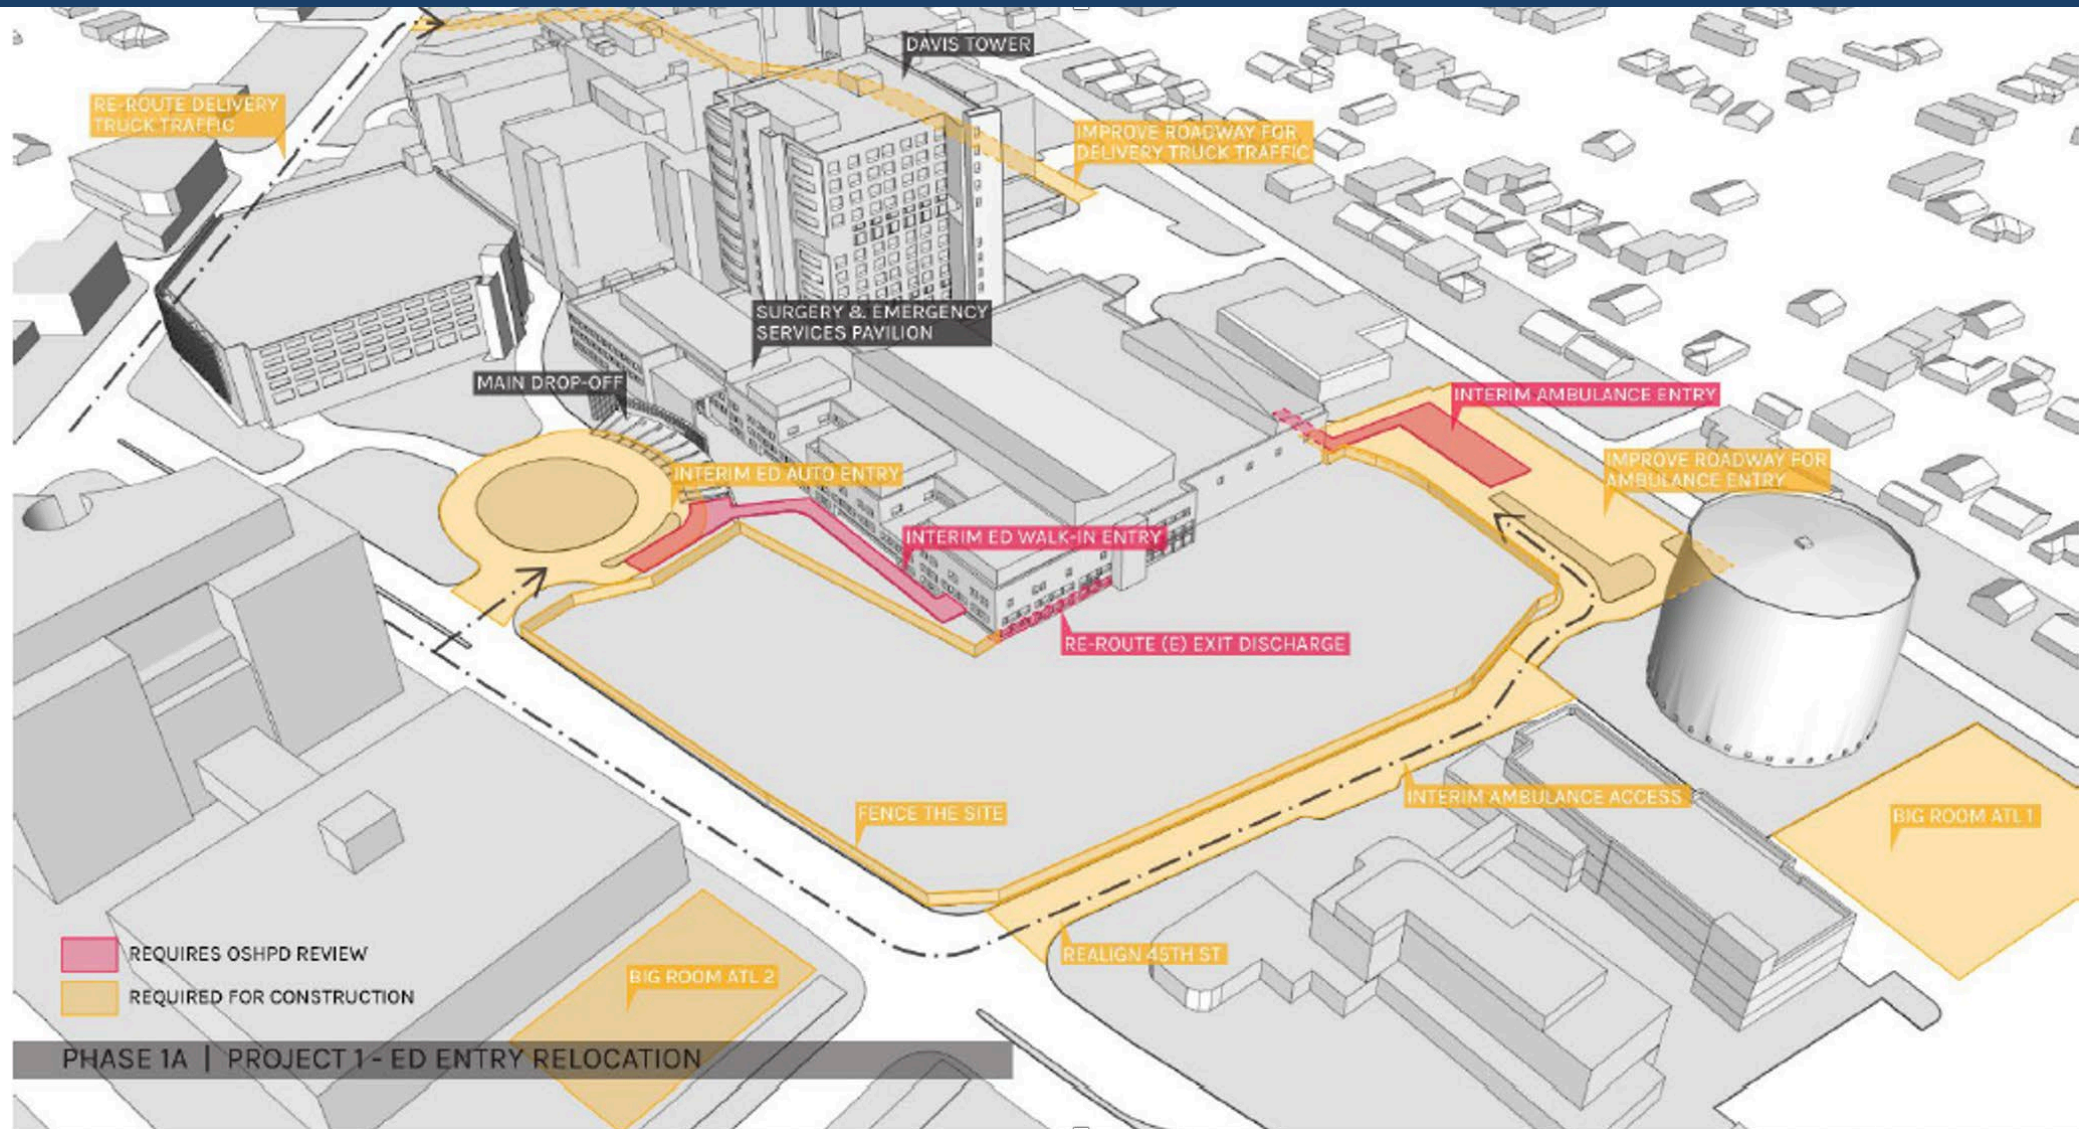 DAVIS TOWER
RE-ROUTE DELIVERY
TRUCK TRAFFIC
IMPROVE ROADWAY FOR
DELIVERY TRUCK TRAFFIC
SURGERY & EMERGENCY
SERVICES PAVILION
MAIN DROP-OFF
INTERIM AMBULANCE ENTRY
INTERIM ED AUTO ENTRY
IMPROVE ROADWAY FOR
AMBULANCE ENTRY
INTERIM ED WALK-IN ENTRY
RE-ROUTE (E) EXIT DISCHARGE
INTERIM AMBULANCE ACCESS
FENCE THE SITE
BIG ROOM ATL 1
REALIGN 45TH ST
BIG ROOM ATL 2
REQUIRES OSHPD REVIEW
REQUIRED FOR CONSTRUCTION
PHASE 1A | PROJECT 1 - ED ENTRY RELOCATION